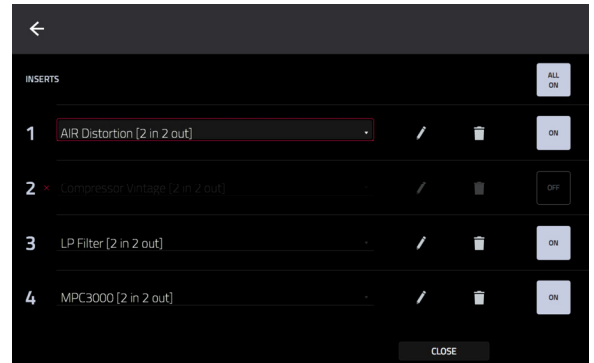 INSERTS
ALL
ON
1 AIR Distortion [2 in 2 out] ON
2 × Compressor Vintage [2 in 2 out] OFF
3 LP Filter [2 in 2 out] ON
4 MPC3000 [2 in 2 out] ON
CLOSE